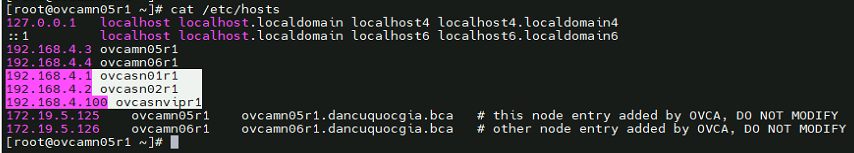 [root@ovcamn05r1 ~]# cat /etc/hosts
127.0.0.1   localhost localhost.localdomain localhost4 localhost4.localdomain4
::1         localhost localhost.localdomain localhost6 localhost6.localdomain6
192.168.4.3 ovcamn05r1
192.168.4.4 ovcamn06r1
192.168.4.1 ovcasn01r1
192.168.4.2 ovcasn02r1
192.168.4.100 ovcasnvipr1
172.19.5.125    ovcamn05r1    ovcamn05r1.dancuquocgia.bca   # this node entry added by OVCA, DO NOT MODIFY
172.19.5.126    ovcamn06r1    ovcamn06r1.dancuquocgia.bca   # other node entry added by OVCA, DO NOT MODIFY
[root@ovcamn05r1 ~]#